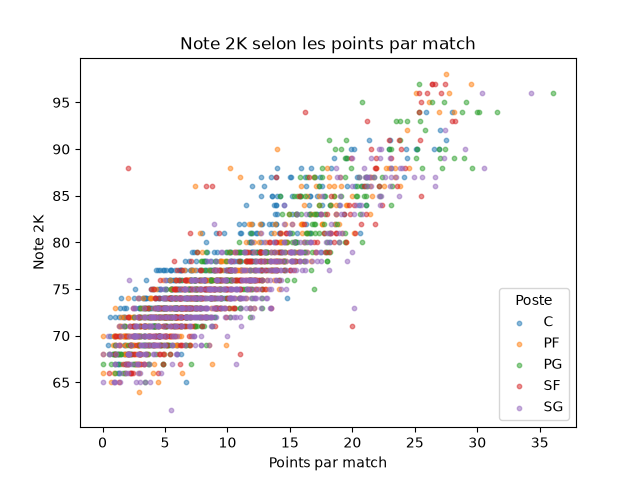 Note 2K selon les points par match
95
90
85
80
75
70
65
Note 2K
0 5 10 15 20 25 30 35
Points par match
Poste
C
PF
PG
SF
SG